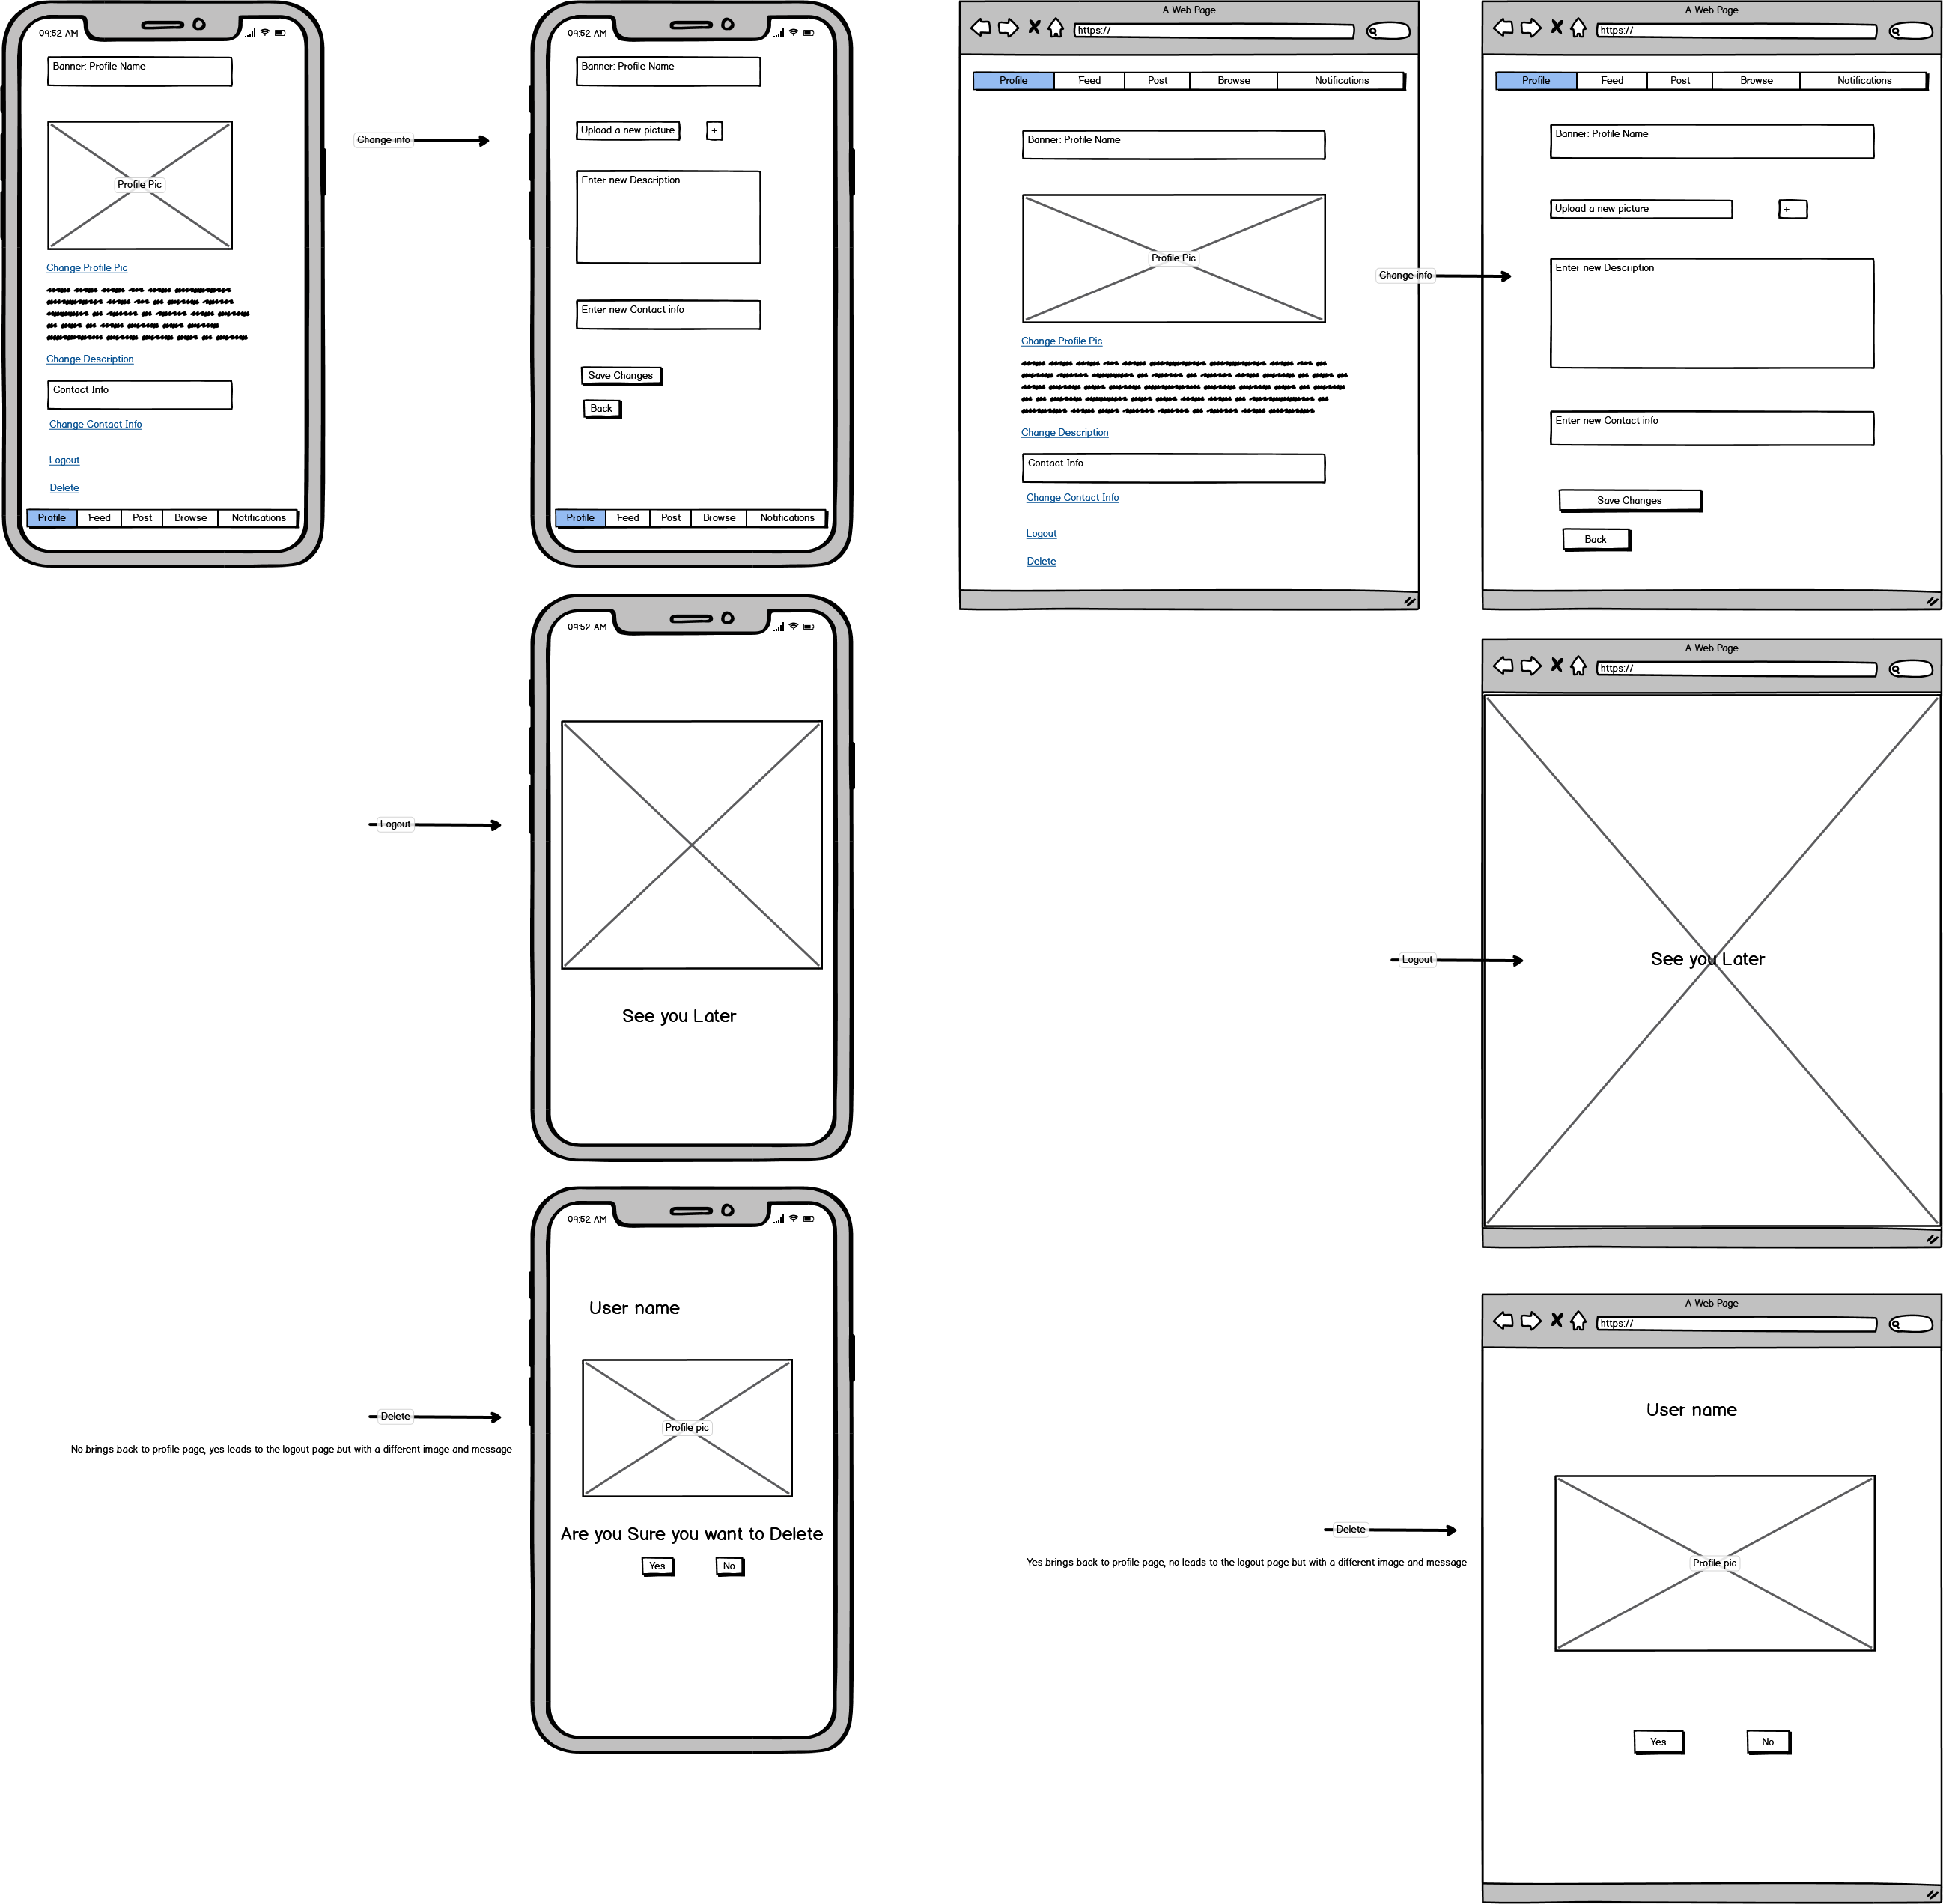 09:52 AM
Banner: Profile Name
Profile Pic
Change Profile Pic
Change Description
Contact Info
Change Contact Info
Logout
Delete
Profile Feed Post Browse Notifications
Change info
09:52 AM
Banner: Profile Name
Upload a new picture +
Enter new Description
Enter new Contact info
Save Changes
Back
Profile Feed Post Browse Notifications
A Web Page
https://
Profile Feed Post Browse Notifications
Banner: Profile Name
Profile Pic
Change Profile Pic
Change Description
Contact Info
Change Contact Info
Logout
Delete
Change info
A Web Page
https://
Profile Feed Post Browse Notifications
Banner: Profile Name
Upload a new picture +
Enter new Description
Enter new Contact info
Save Changes
Back
Logout
09:52 AM
See you Later
Logout
A Web Page
https://
See you Later
Delete
No brings back to profile page, yes leads to the logout page but with a different image and message
09:52 AM
User name
Profile pic
Are you Sure you want to Delete
Yes No
Delete
Yes brings back to profile page, no leads to the logout page but with a different image and message
A Web Page
https://
User name
Profile pic
Yes No